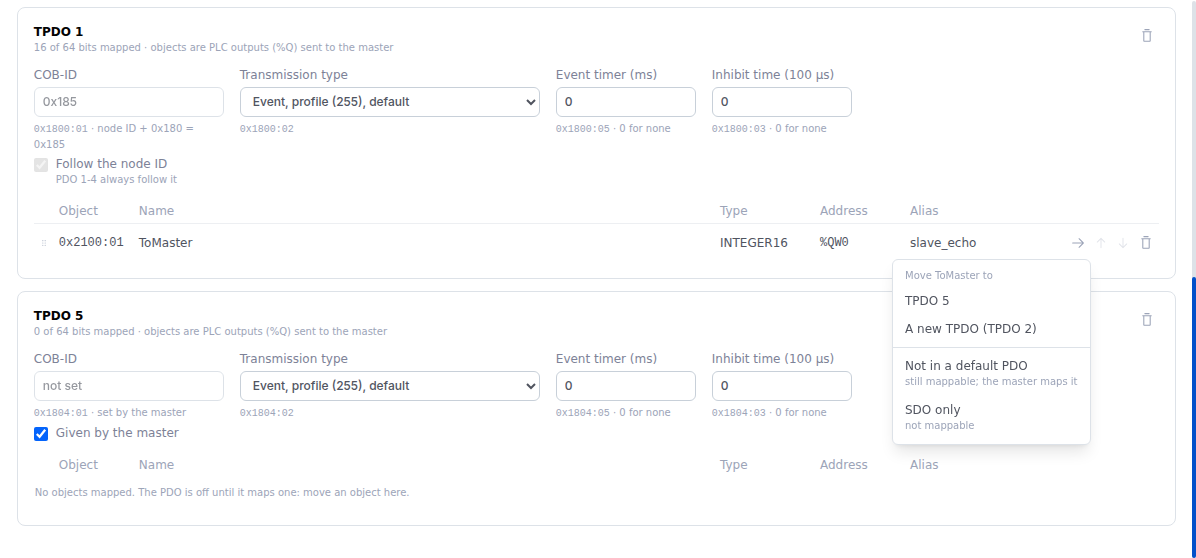 TPDO 1
16 of 64 bits mapped · objects are PLC outputs (%Q) sent to the master
COB-ID Transmission type Event timer (ms) Inhibit time (100 µs)
0x185 Event, profile (255), default 0 0
0x1800:01 · node ID + 0x180 = 0x1800:02 0x1800:05 · 0 for none 0x1800:03 · 0 for none
0x185
Follow the node ID
PDO 1-4 always follow it
Object Name Type Address Alias
0x2100:01 ToMaster INTEGER16 %QW0 slave_echo
Move ToMaster to
TPDO 5
A new TPDO (TPDO 2)
Not in a default PDO
still mappable; the master maps it
SDO only
not mappable
TPDO 5
0 of 64 bits mapped · objects are PLC outputs (%Q) sent to the master
COB-ID Transmission type Event timer (ms) Inhibit time (100 µs)
not set Event, profile (255), default 0 0
0x1804:01 · set by the master 0x1804:02 0x1804:05 · 0 for none 0x1804:03 · 0 for none
Given by the master
Object Name Type Address Alias
No objects mapped. The PDO is off until it maps one: move an object here.